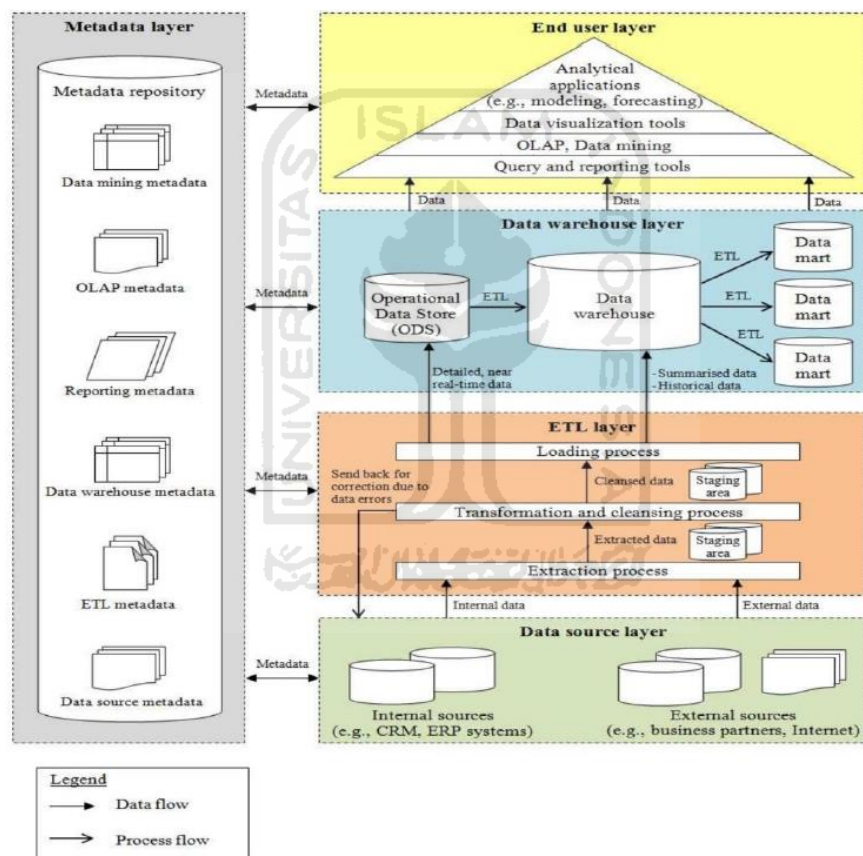 Metadata layer
Metadata repository
Data mining metadata
OLAP metadata
Reporting metadata
Data warehouse metadata
ETL metadata
Data source metadata
Metadata
Metadata
Metadata
Metadata
End user layer
Analytical
applications
(e.g., modeling, forecasting)
Data visualization tools
OLAP, Data mining
Query and reporting tools
Data
Data
Data
Data warehouse layer
Operational
Data Store
(ODS)
ETL
Data
warehouse
ETL
ETL
ETL
Data
mart
Data
mart
Data
mart
Detailed, near
real-time data
- Summarised data
- Historical data
ETL layer
Loading process
Send back for
correction due to
data errors
Cleansed data
Staging
area
Transformation and cleansing process
Extracted data
Staging
area
Extraction process
Internal data
External data
Data source layer
Internal sources
(e.g., CRM, ERP systems)
External sources
(e.g., business partners, Internet)
Legend
Data flow
Process flow
UNIVERSITAS
ISLAM
INDONESIA